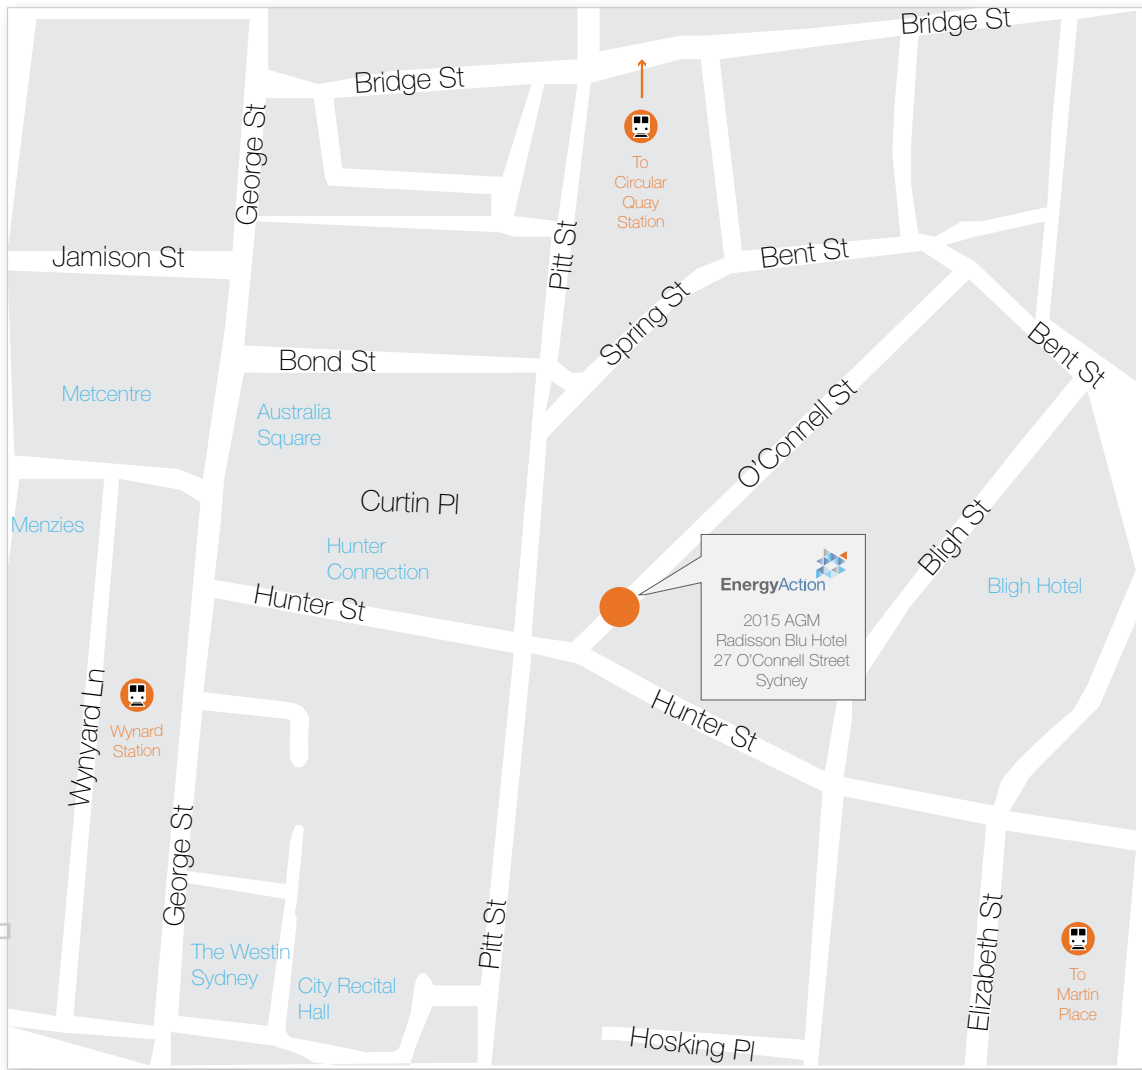 Bridge St
Bridge St
George St
To
Circular
Quay
Station
Pitt St
Jamison St
Bent St
Spring St
Bond St
Bent St
Metcentre
Australia
Square
O'Connell St
Curtin Pl
Menzies
Bligh St
Hunter
Connection
EnergyAction
2015 AGM
Radisson Blu Hotel
27 O'Connell Street
Sydney
Bligh Hotel
Hunter St
Wynyard Ln
Wynard
Station
Hunter St
George St
Pitt St
Elizabeth St
The Westin
Sydney
City Recital
Hall
To
Martin
Place
Hosking Pl